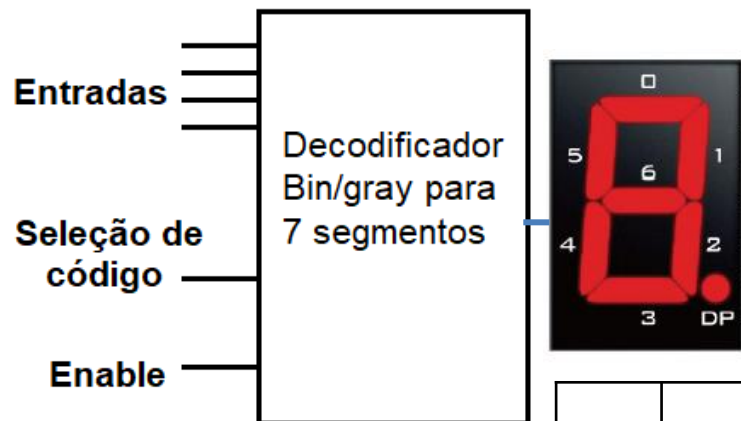 Entradas
Seleção de
código
Enable
Decodificador
Bin/gray para
7 segmentos
0
5
1
6
4
2
3
DP